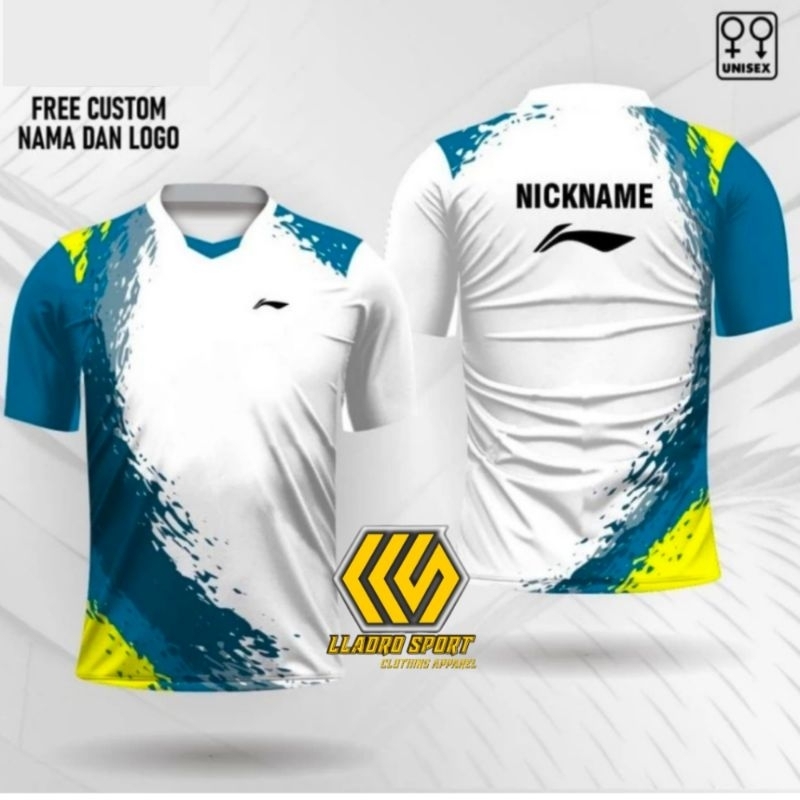 UNISEX
FREE CUSTOM
NAMA DAN LOGO
NICKNAME
LLADRO SPORT
CLOTHING APPAREL